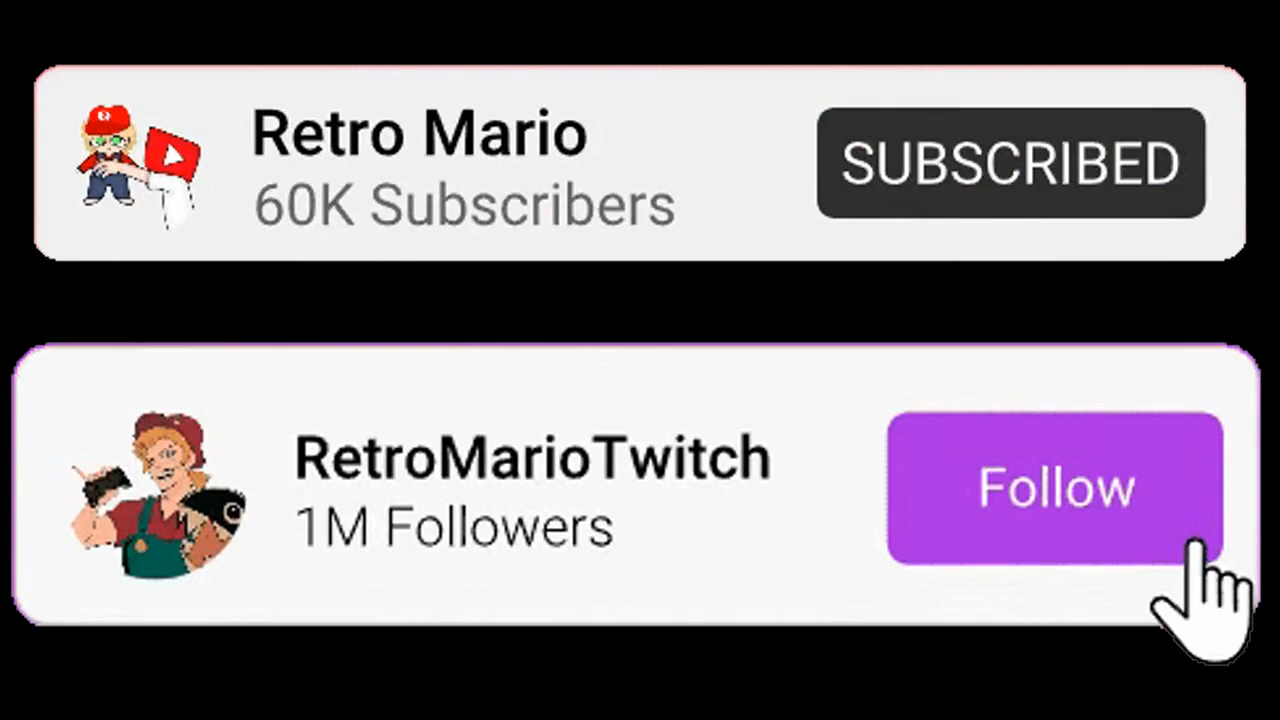 Retro Mario
60K Subscribers
SUBSCRIBED
RetroMarioTwitch
1M Followers
Follow